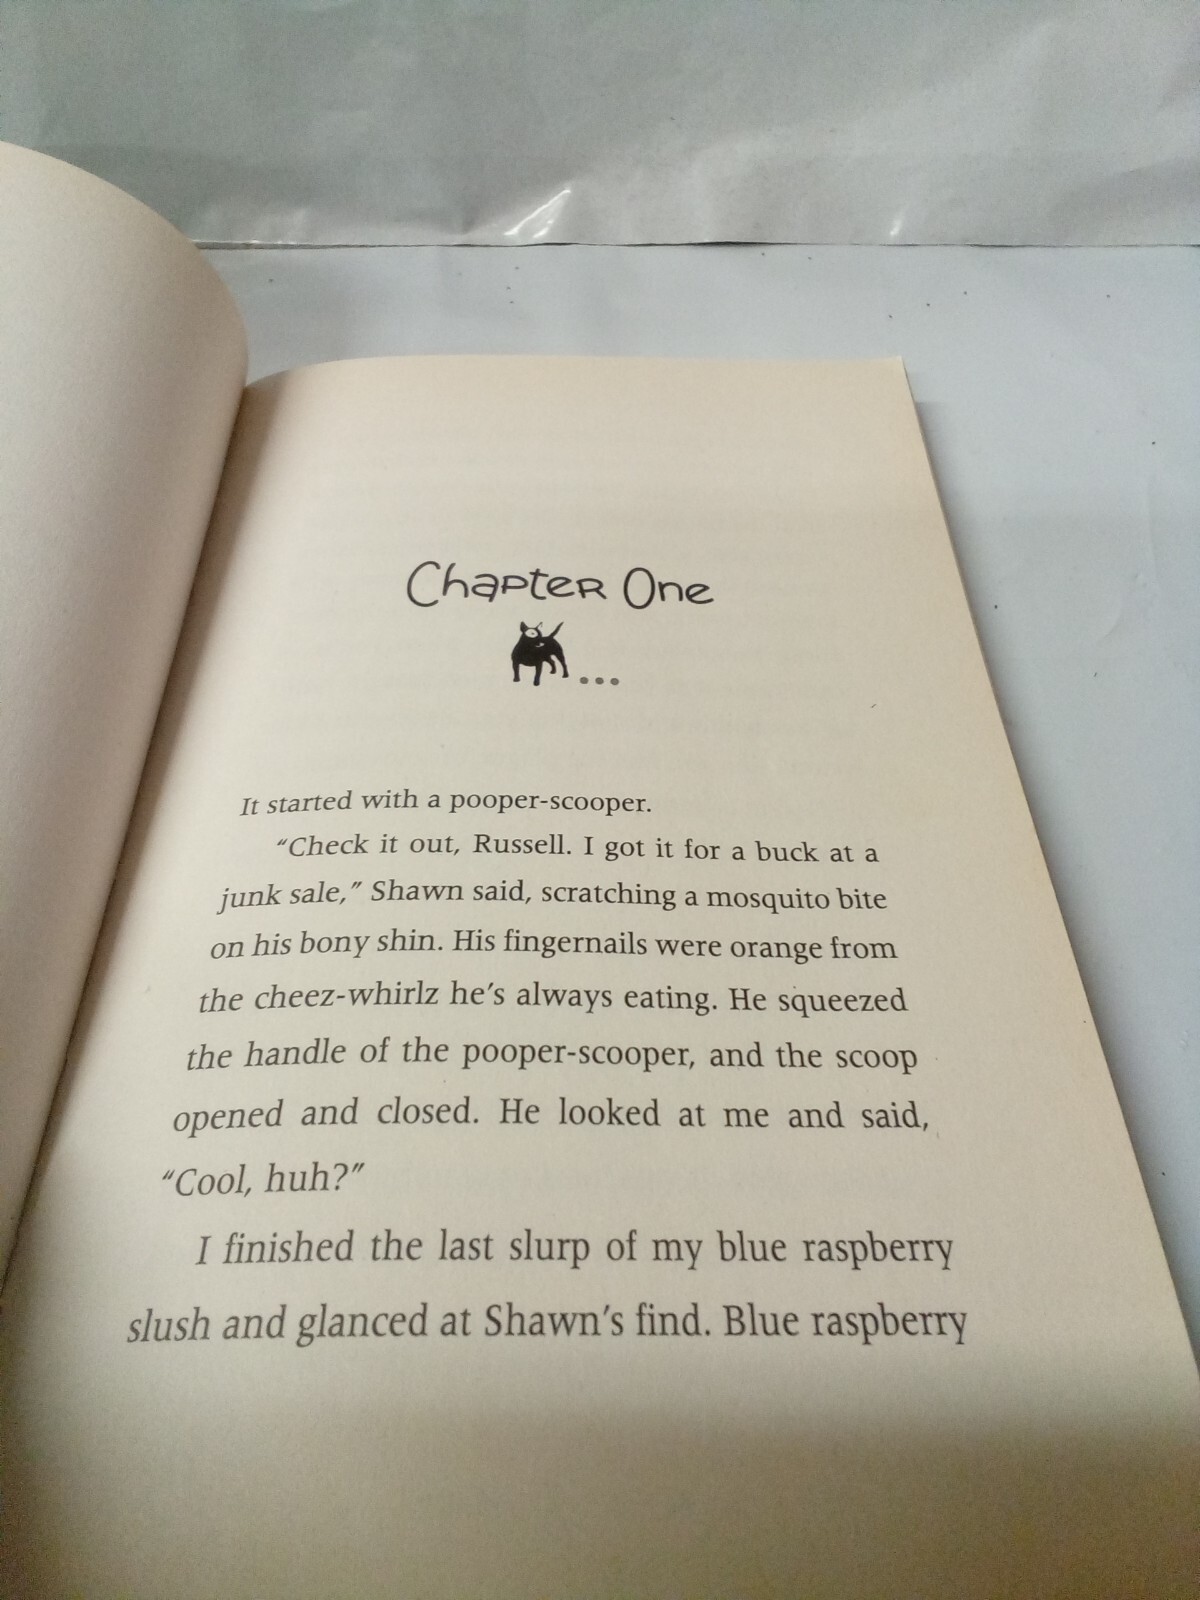 Chapter One
...
It started with a pooper-scooper.
“Check it out, Russell. I got it for a buck at a
junk sale,” Shawn said, scratching a mosquito bite
on his bony shin. His fingernails were orange from
the cheez-whirlz he’s always eating. He squeezed
the handle of the pooper-scooper, and the scoop
opened and closed. He looked at me and said,
“Cool, huh?”
I finished the last slurp of my blue raspberry
slush and glanced at Shawn’s find. Blue raspberry